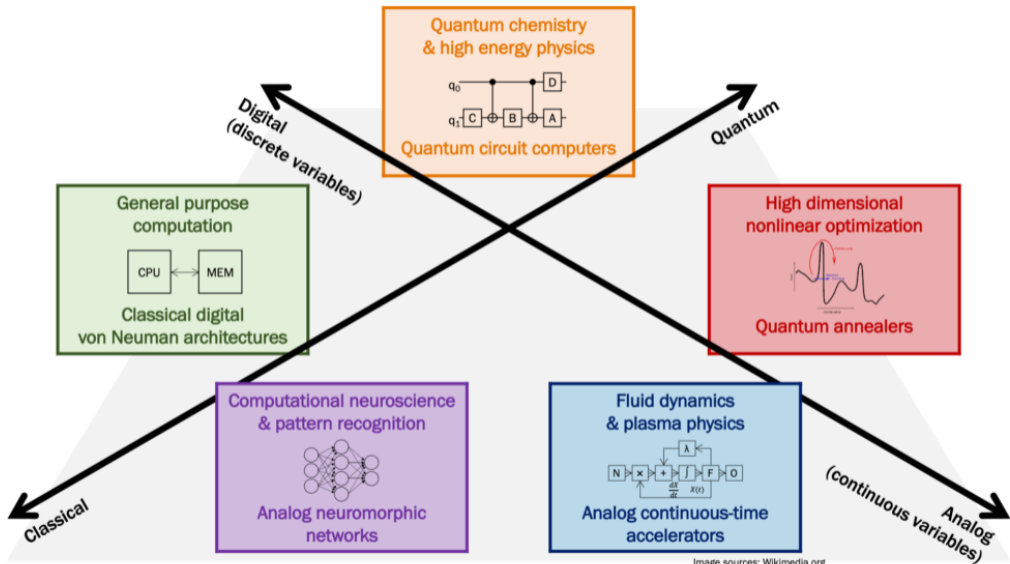 Quantum chemistry
& high energy physics
q0
D
q1
C
B
A
Quantum circuit computers
Digital
(discrete variables)
Quantum
General purpose
computation
CPU
MEM
Classical digital
von Neuman architectures
High dimensional
nonlinear optimization
Quantum annealers
Computational neuroscience
& pattern recognition
Analog neuromorphic
networks
Fluid dynamics
& plasma physics
λ
N
×
+
∫
F
O
dX
dt
X(t)
Analog continuous-time
accelerators
Classical
(continuous variables)
Analog
Image sources: Wikimedia.org